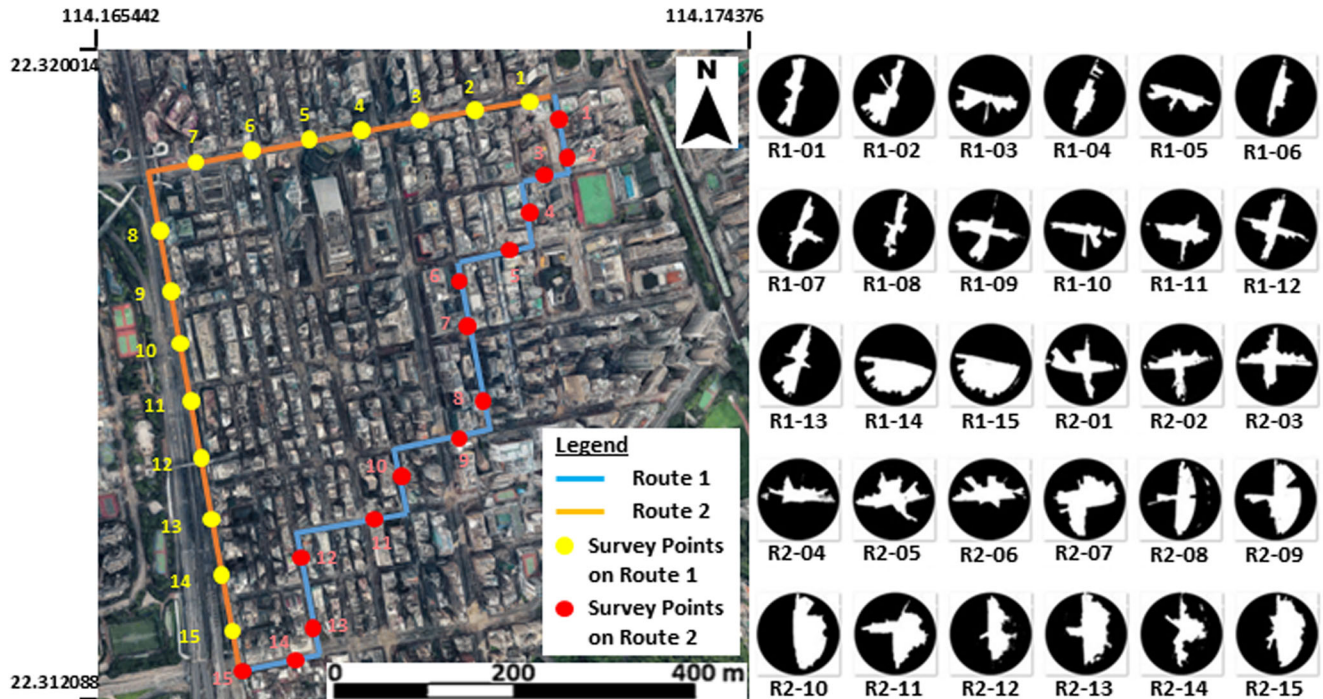 114.165442
114.174376
22.320014
N
1
2
3
4
5
6
7
1
2
3
4
8
5
6
9
7
10
11
8
9
12
10
13
11
12
14
13
15
14
15
22.312088
Legend
Route 1
Route 2
Survey Points
on Route 1
Survey Points
on Route 2
0 200 400 m
R1-01 R1-02 R1-03 R1-04 R1-05 R1-06
R1-07 R1-08 R1-09 R1-10 R1-11 R1-12
R1-13 R1-14 R1-15 R2-01 R2-02 R2-03
R2-04 R2-05 R2-06 R2-07 R2-08 R2-09
R2-10 R2-11 R2-12 R2-13 R2-14 R2-15